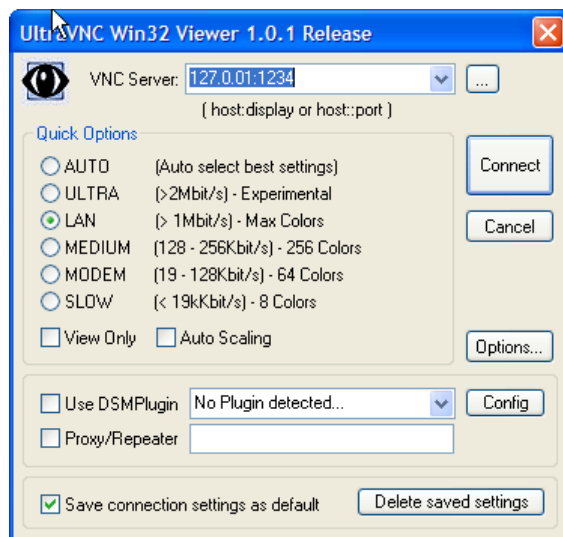 UltraVNC Win32 Viewer 1.0.1 Release
VNC Server: 127.0.01:1234 ...
( host:display or host::port )
Quick Options
AUTO (Auto select best settings)
Connect
ULTRA (>2Mbit/s) - Experimental
LAN (> 1Mbit/s) - Max Colors
Cancel
MEDIUM (128 - 256Kbit/s) - 256 Colors
MODEM (19 - 128Kbit/s) - 64 Colors
SLOW (< 19kKbit/s) - 8 Colors
View Only Auto Scaling
Options...
Use DSMPlugin No Plugin detected... Config
Proxy/Repeater
Save connection settings as default Delete saved settings